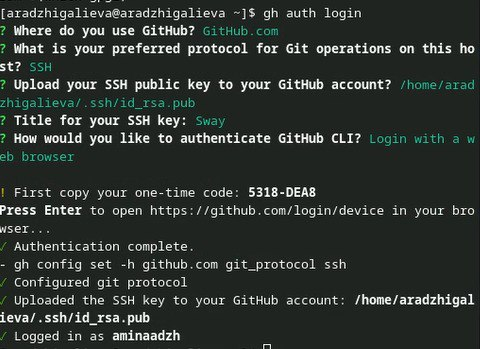 [aradzhigalieva@aradzhigalieva ~]$ gh auth login
? Where do you use GitHub? GitHub.com
? What is your preferred protocol for Git operations on this ho
st? SSH
? Upload your SSH public key to your GitHub account? /home/arad
zhigalieva/.ssh/id_rsa.pub
? Title for your SSH key: Sway
? How would you like to authenticate GitHub CLI? Login with a w
eb browser
! First copy your one-time code: 5318-DEA8
Press Enter to open https://github.com/login/device in your bro
wser...
✓ Authentication complete.
- gh config set -h github.com git_protocol ssh
✓ Configured git protocol
✓ Uploaded the SSH key to your GitHub account: /home/aradzhigal
ieva/.ssh/id_rsa.pub
✓ Logged in as aminaadzh